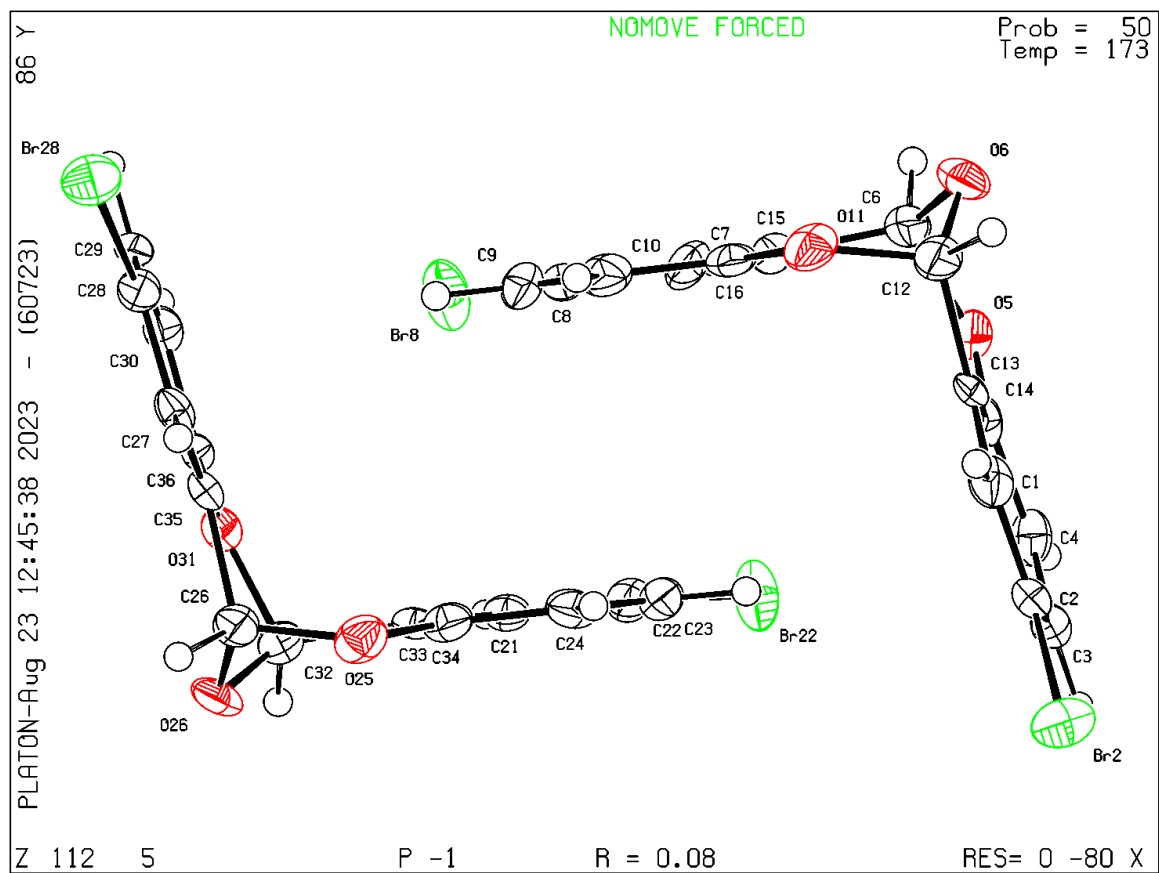 NOMOVE FORCED
Prob = 50
Temp = 173
PLATON-Aug 23 12:45:38 2023 - (607223) 86 Y
Br28
O6
C6
O11
C15
C7
C10
C9
C29
C28
C12
C16
C8
Br8
O5
C30
C13
C14
C27
C36
C1
C35
O31
C4
C26
C2
C22
C23
Br22
C24
C21
C34
C33
C3
C32
O25
O26
Br2
Z 112 5
P -1
R = 0.08
RES= 0 -80 X